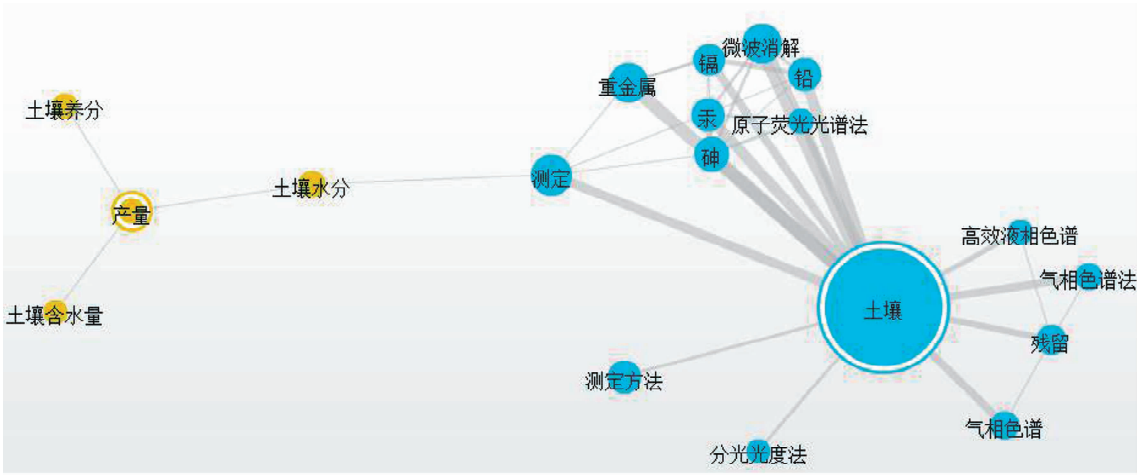 微波消解
镉
铅
重金属
土壤养分
汞
原子荧光光谱法
砷
测定
土壤水分
产量
高效液相色谱
气相色谱法
土壤
土壤含水量
残留
测定方法
气相色谱
分光光度法